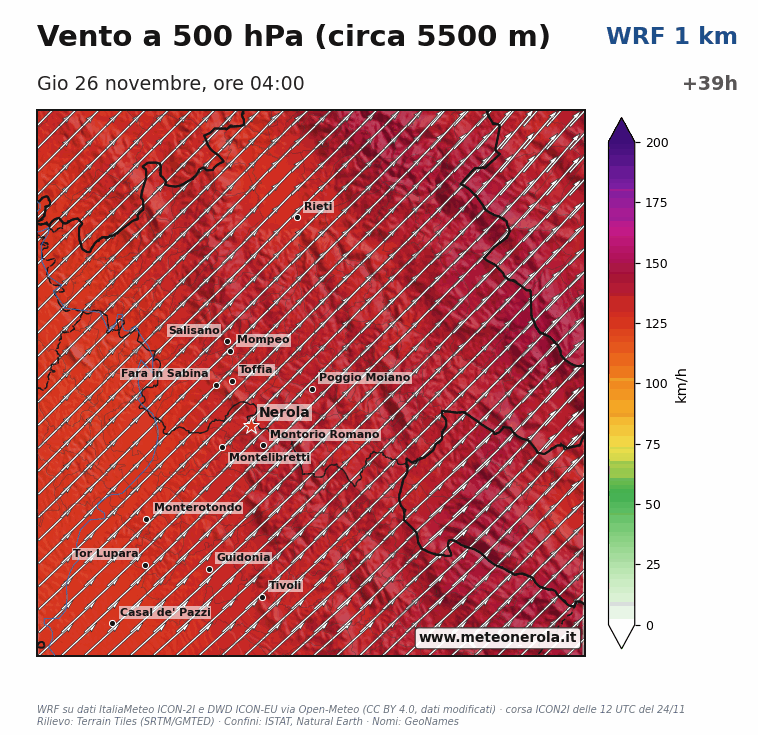 Vento a 500 hPa (circa 5500 m)
WRF 1 km
Gio 26 novembre, ore 04:00
+39h
Rieti
Salisano
Mompeo
Fara in Sabina
Toffia
Poggio Moiano
Nerola
Montorio Romano
Montelibretti
Monterotondo
Tor Lupara
Guidonia
Tivoli
Casal de' Pazzi
www.meteonerola.it
200
175
150
125
100
75
50
25
0
km/h
WRF su dati ItaliaMeteo ICON-2I e DWD ICON-EU via Open-Meteo (CC BY 4.0, dati modificati) · corsa ICON2I delle 12 UTC del 24/11
Rilievo: Terrain Tiles (SRTM/GMTED) · Confini: ISTAT, Natural Earth · Nomi: GeoNames